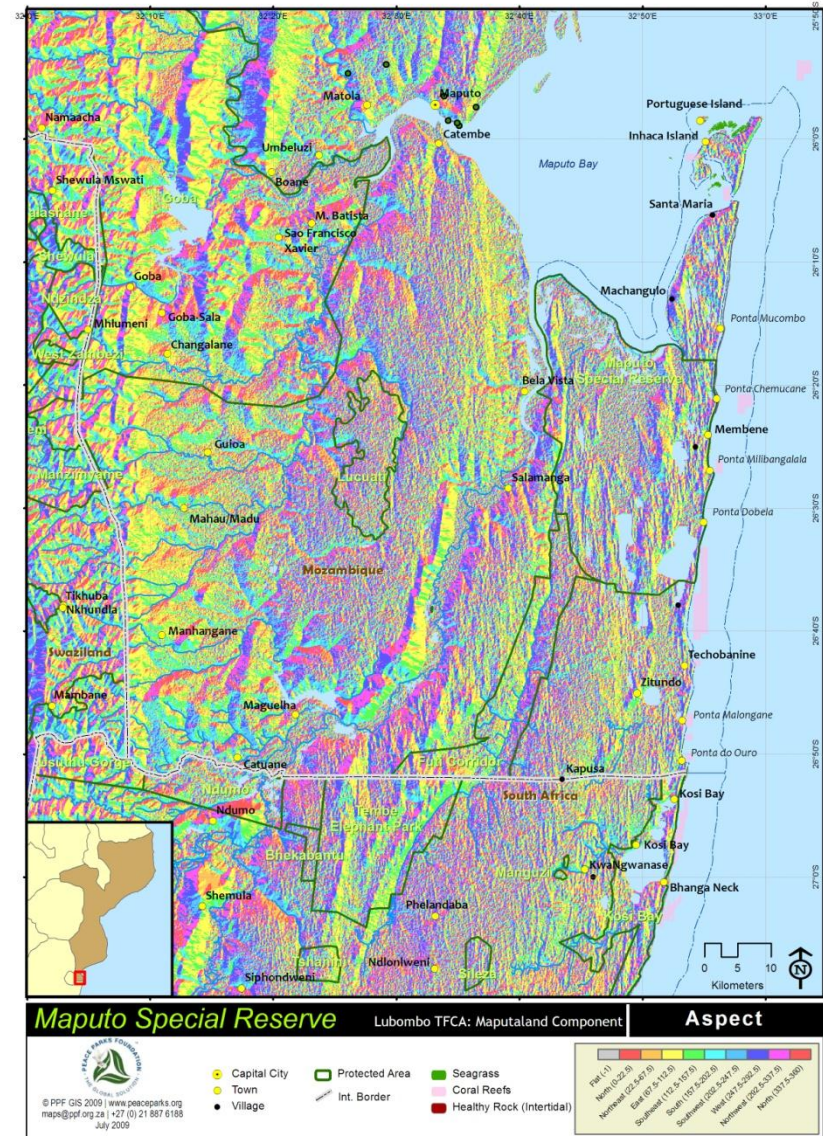 32°0'E
32°10'E
32°20'E
32°30'E
32°40'E
32°50'E
33°0'E
25°50'S
26°0'S
26°10'S
26°20'S
26°30'S
26°40'S
26°50'S
27°0'S
Matola
Maputo
Portuguese Island
Namaacha
Catembe
Inhaca Island
Umbeluzi
Maputo Bay
Shewula Mswati
Boane
Goba
Santa Maria
M. Batista
Sao Francisco
Xavier
Shewula
Goba
Machangulo
Ndzindza
Goba-Sala
Mhlumeni
Ponta Mucombo
West Zambezi
Changalane
Maputo
Special Reserve
Bela Vista
Ponta Chemucane
Membene
Guloa
Ponta Milibangalala
Manzimyame
Lucuati
Salamanga
Mahau/Madu
Ponta Dobela
Mozambique
Tikhuba
Nkhundla
Manhangane
Swaziland
Techobanine
Zitundo
Mambane
Maguelha
Ponta Malongane
Usuthu Gorge
Catuane
Futi Corridor
Ponta do Ouro
Kapusa
Ndumo
South Africa
Kosi Bay
Ndumo
Tembe
Elephant Park
Bhekabantu
Kosi Bay
Manguzi
KwaNgwanase
Bhanga Neck
Shemula
Phelandaba
Kosi Bay
Tshanini
Ndlonlweni
Sileza
Siphondweni
0 5 10
Kilometers
N
Maputo Special Reserve
Lubombo TFCA: Maputaland Component
Aspect
PEACE PARKS FOUNDATION
THE GLOBAL SOLUTION
© PPF GIS 2009 | www.peaceparks.org
maps@ppf.org.za | +27 (0) 21 887 6188
July 2009
Capital City
Town
Village
Protected Area
Int. Border
Seagrass
Coral Reefs
Healthy Rock (Intertidal)
Flat (-1)
North (0-22.5)
Northeast (22.5-67.5)
East (67.5-112.5)
Southeast (112.5-157.5)
South (157.5-202.5)
Southwest (202.5-247.5)
West (247.5-292.5)
Northwest (292.5-337.5)
North (337.5-360)